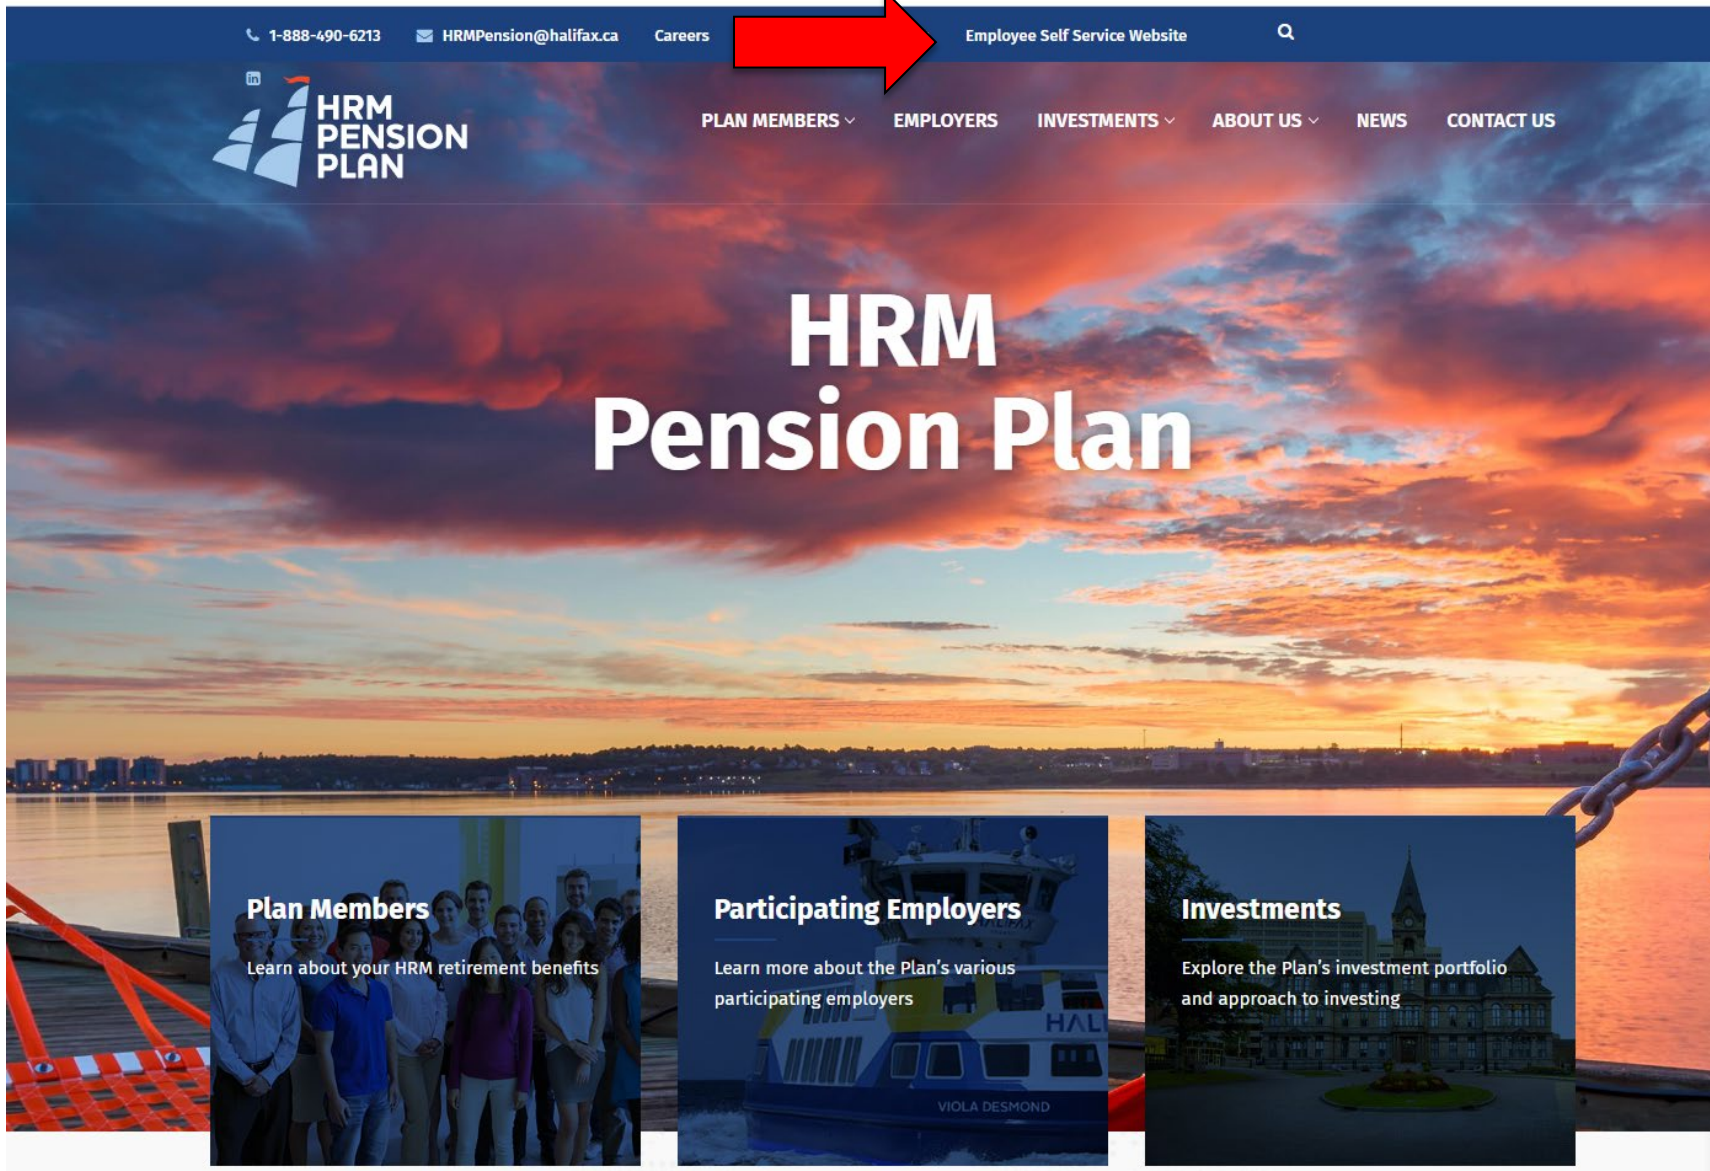 1-888-490-6213 HRMPension@halifax.ca Careers Employee Self Service Website
in
HRM
PENSION
PLAN
PLAN MEMBERS EMPLOYERS INVESTMENTS ABOUT US NEWS CONTACT US
HRM
Pension Plan
Plan Members
Learn about your HRM retirement benefits
Participating Employers
Learn more about the Plan's various
participating employers
HALIFAX
HALI
VIOLA DESMOND
Investments
Explore the Plan's investment portfolio
and approach to investing